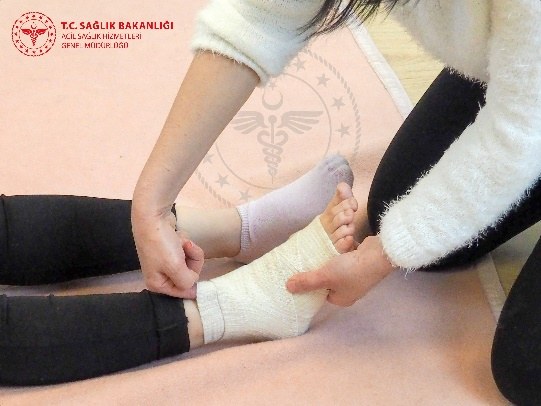 T.C. SAĞLIK BAKANLIĞI
ACİL SAĞLIK HİZMETLERİ
GENEL MÜDÜRLÜĞÜ